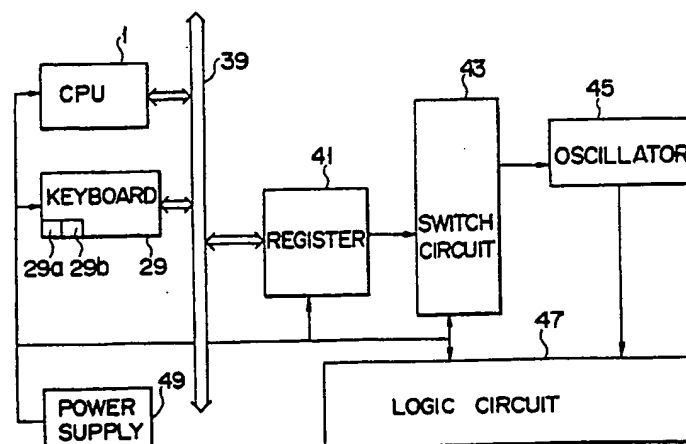 1
39
CPU
43
45
OSCILLATOR
41
KEYBOARD
REGISTER
SWITCH
CIRCUIT
29a 29b 29
47
49
POWER
SUPPLY
LOGIC CIRCUIT